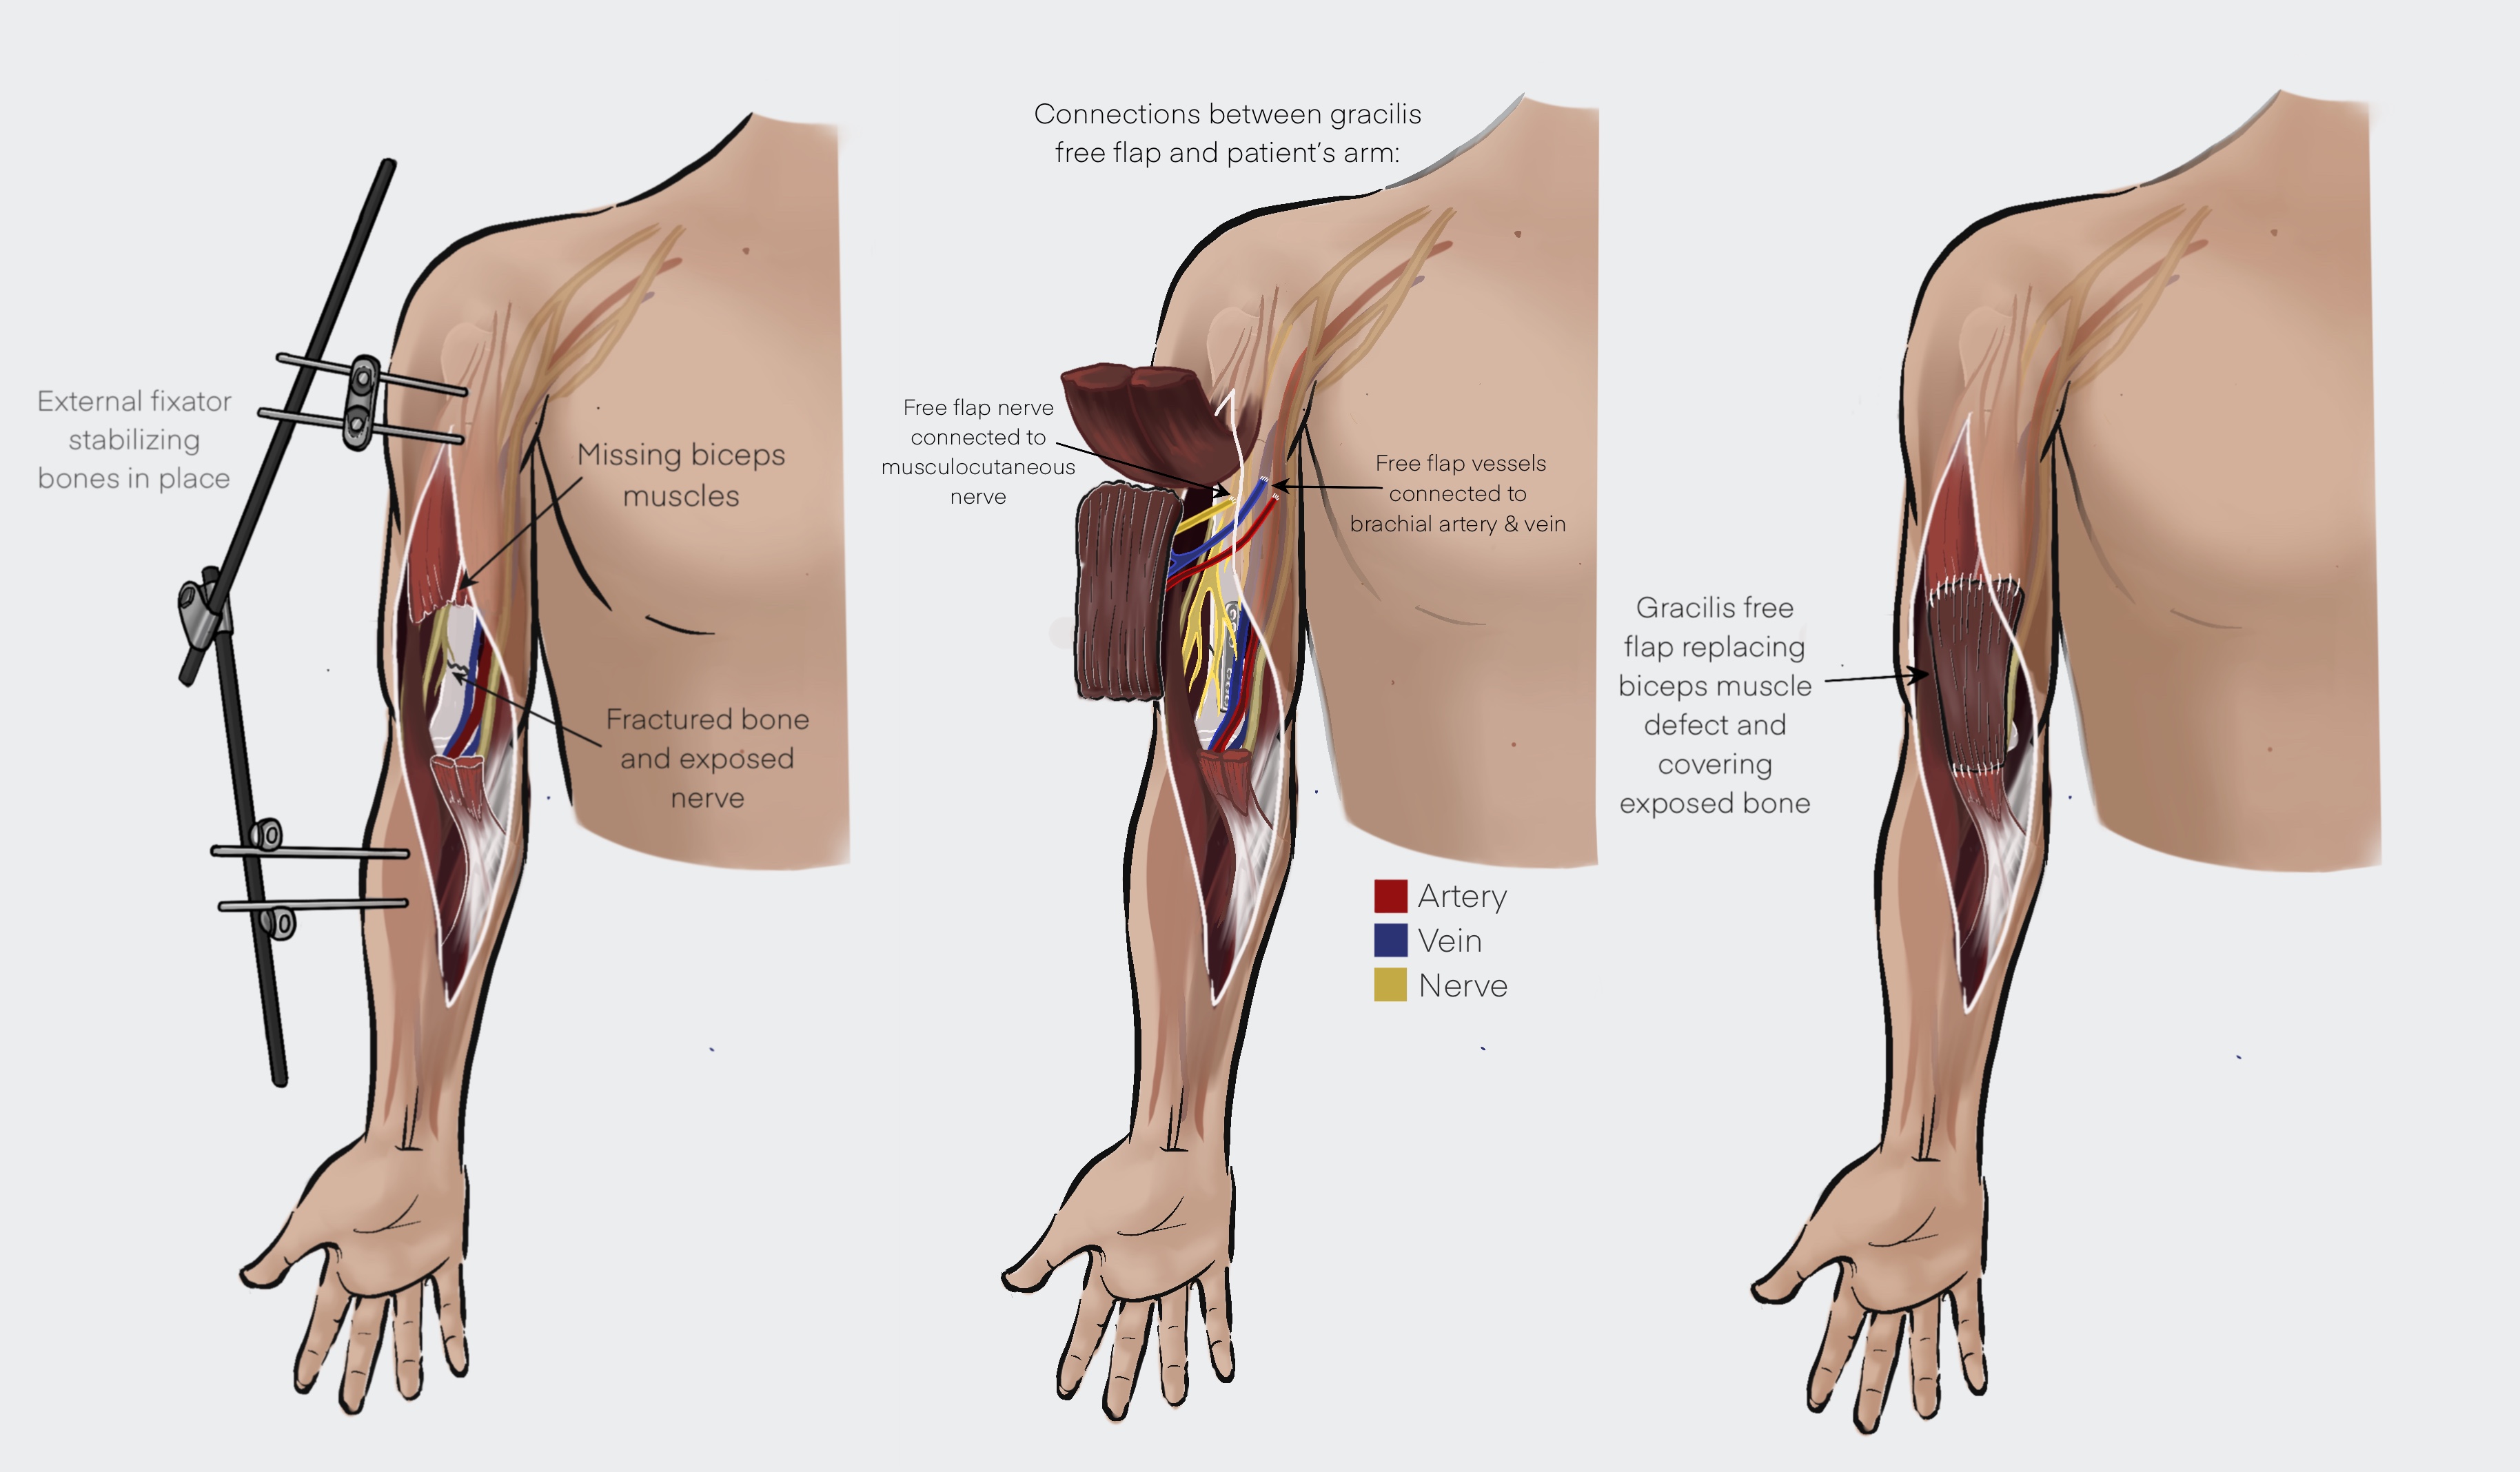 External fixator
stabilizing
bones in place
Missing biceps
muscles
Fractured bone
and exposed
nerve
Connections between gracilis
free flap and patient's arm:
Free flap nerve
connected to
musculocutaneous
nerve
Free flap vessels
connected to
brachial artery & vein
Artery
Vein
Nerve
Gracilis free
flap replacing
biceps muscle
defect and
covering
exposed bone